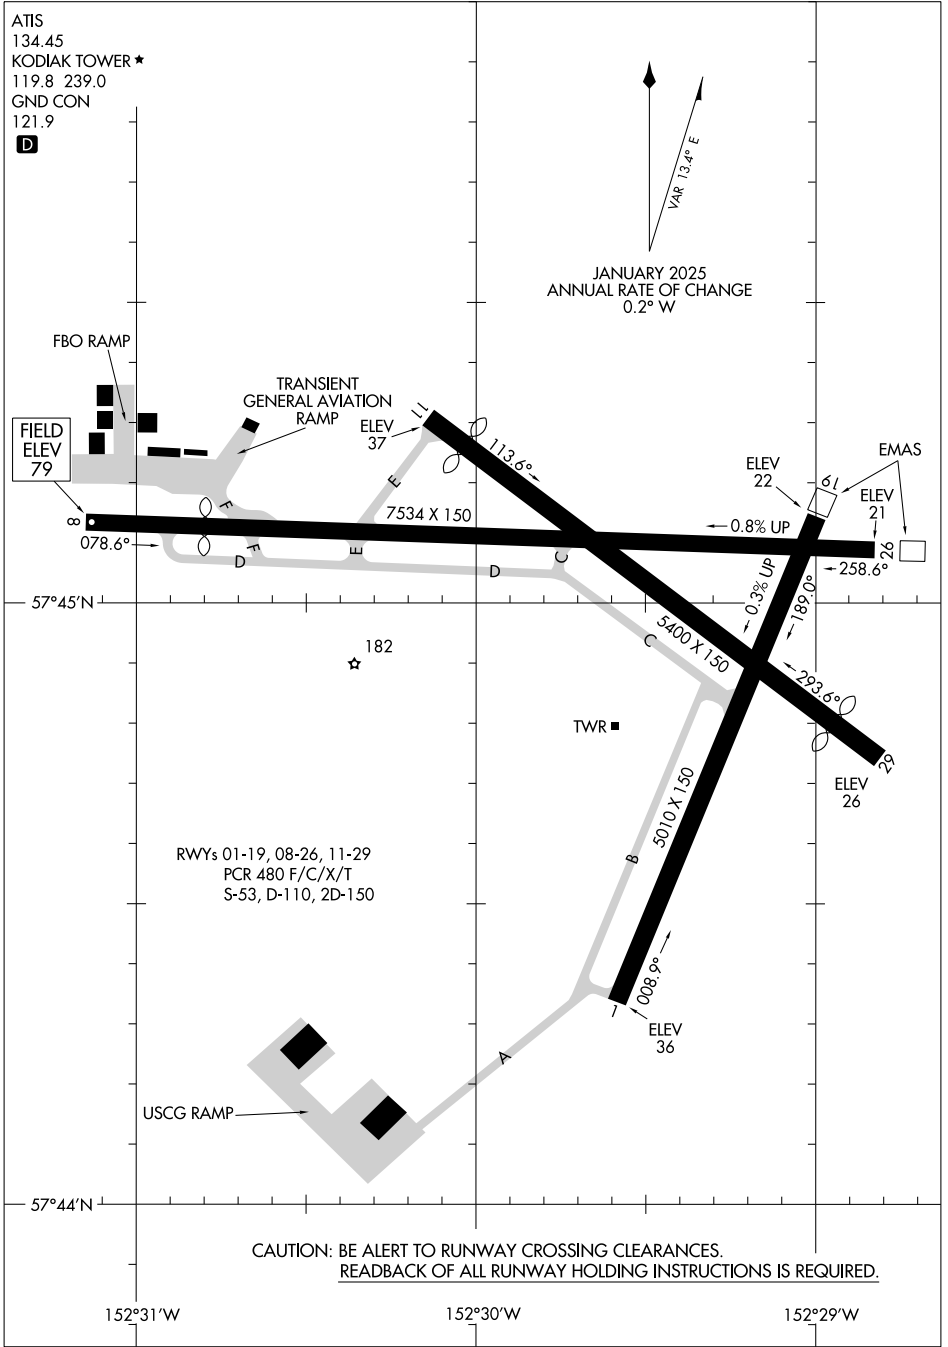 ATIS
134.45
KODIAK TOWER ★
119.8 239.0
GND CON
121.9
D
VAR 13.4° E
JANUARY 2025
ANNUAL RATE OF CHANGE
0.2° W
FBO RAMP
TRANSIENT
GENERAL AVIATION
RAMP
FIELD
ELEV
79
ELEV
37
11
113.6°
ELEV
22
19
EMAS
ELEV
21
E
F
8
7534 X 150
0.8% UP
26
078.6°
F
E
D
C
D
258.6°
0.3% UP
189.0°
57°45'N
182
C
5400 X 150
293.6°
TWR
29
ELEV
26
5010 X 150
B
RWYs 01-19, 08-26, 11-29
PCR 480 F/C/X/T
S-53, D-110, 2D-150
008.9°
1
ELEV
36
A
USCG RAMP
57°44'N
CAUTION: BE ALERT TO RUNWAY CROSSING CLEARANCES.
READBACK OF ALL RUNWAY HOLDING INSTRUCTIONS IS REQUIRED.
152°31'W
152°30'W
152°29'W